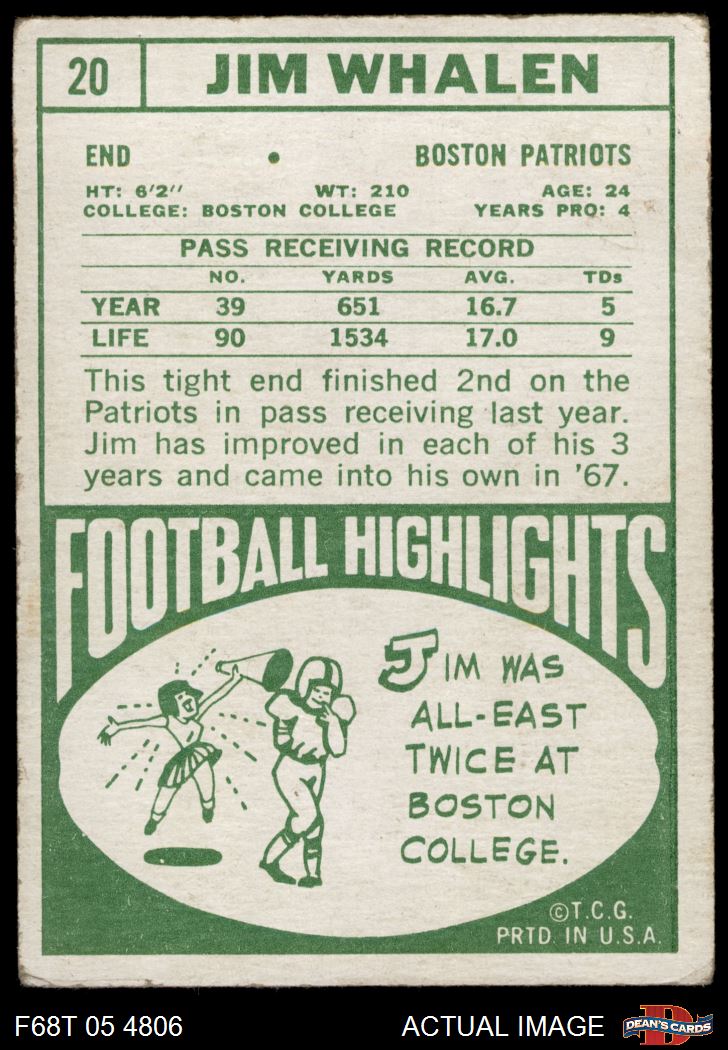 20 JIM WHALEN
END • BOSTON PATRIOTS
HT: 6'2" WT: 210 AGE: 24
COLLEGE: BOSTON COLLEGE YEARS PRO: 4
PASS RECEIVING RECORD
NO. YARDS AVG. TDs
YEAR 39 651 16.7 5
LIFE 90 1534 17.0 9
This tight end finished 2nd on the
Patriots in pass receiving last year.
Jim has improved in each of his 3
years and came into his own in '67.
FOOTBALL HIGHLIGHTS
JIM WAS
ALL-EAST
TWICE AT
BOSTON
COLLEGE.
©T.C.G.
PRTD. IN U.S.A.
F68T 05 4806 ACTUAL IMAGE D DEAN'S CARDS